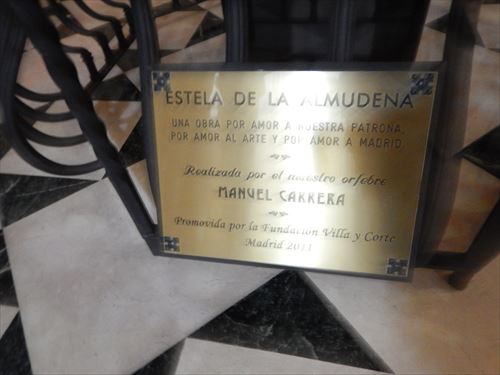 ESTELA DE LA ALMUDENA
UNA OBRA POR AMOR A NUESTRA PATRONA,
POR AMOR AL ARTE Y POR AMOR A MADRID.
Realizada por el maestro orfebre
MANUEL CARRERA
Promovida por la Fundación Villa y Corte
Madrid 2011